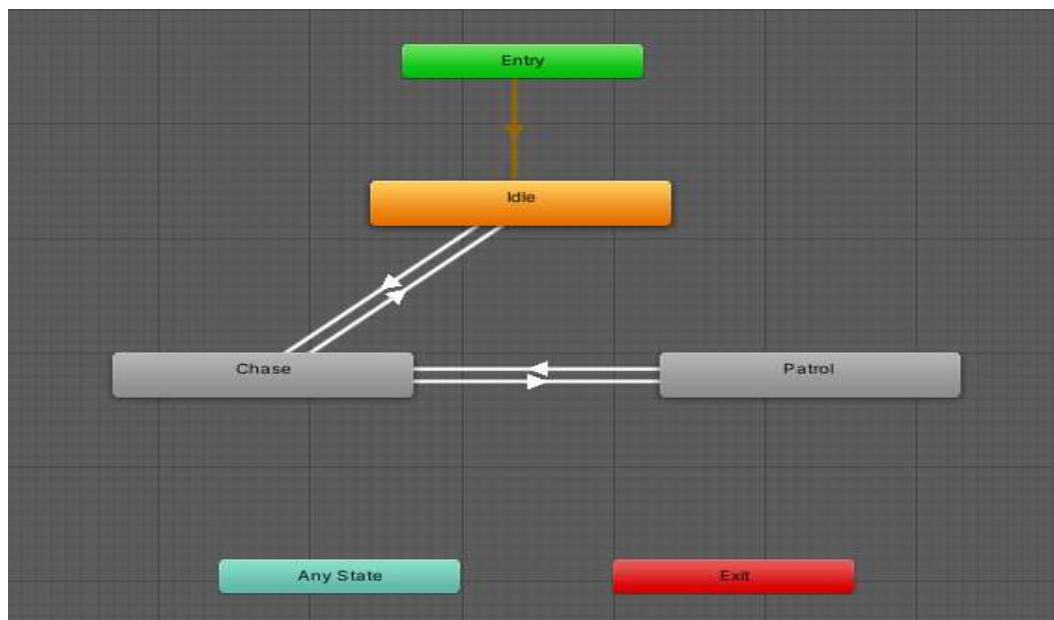 Entry
Idle
Chase
Patrol
Any State
Exit